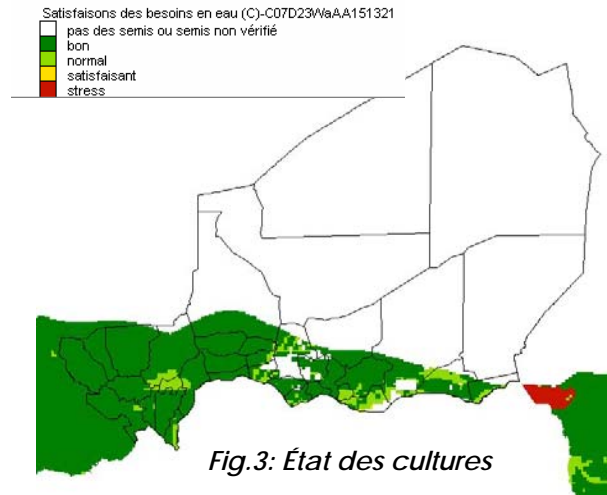 Satisfaisons des besoins en eau (C)-C07D23WaAA151321
pas des semis ou semis non vérifié
bon
normal
satisfaisant
stress
Fig.3: État des cultures